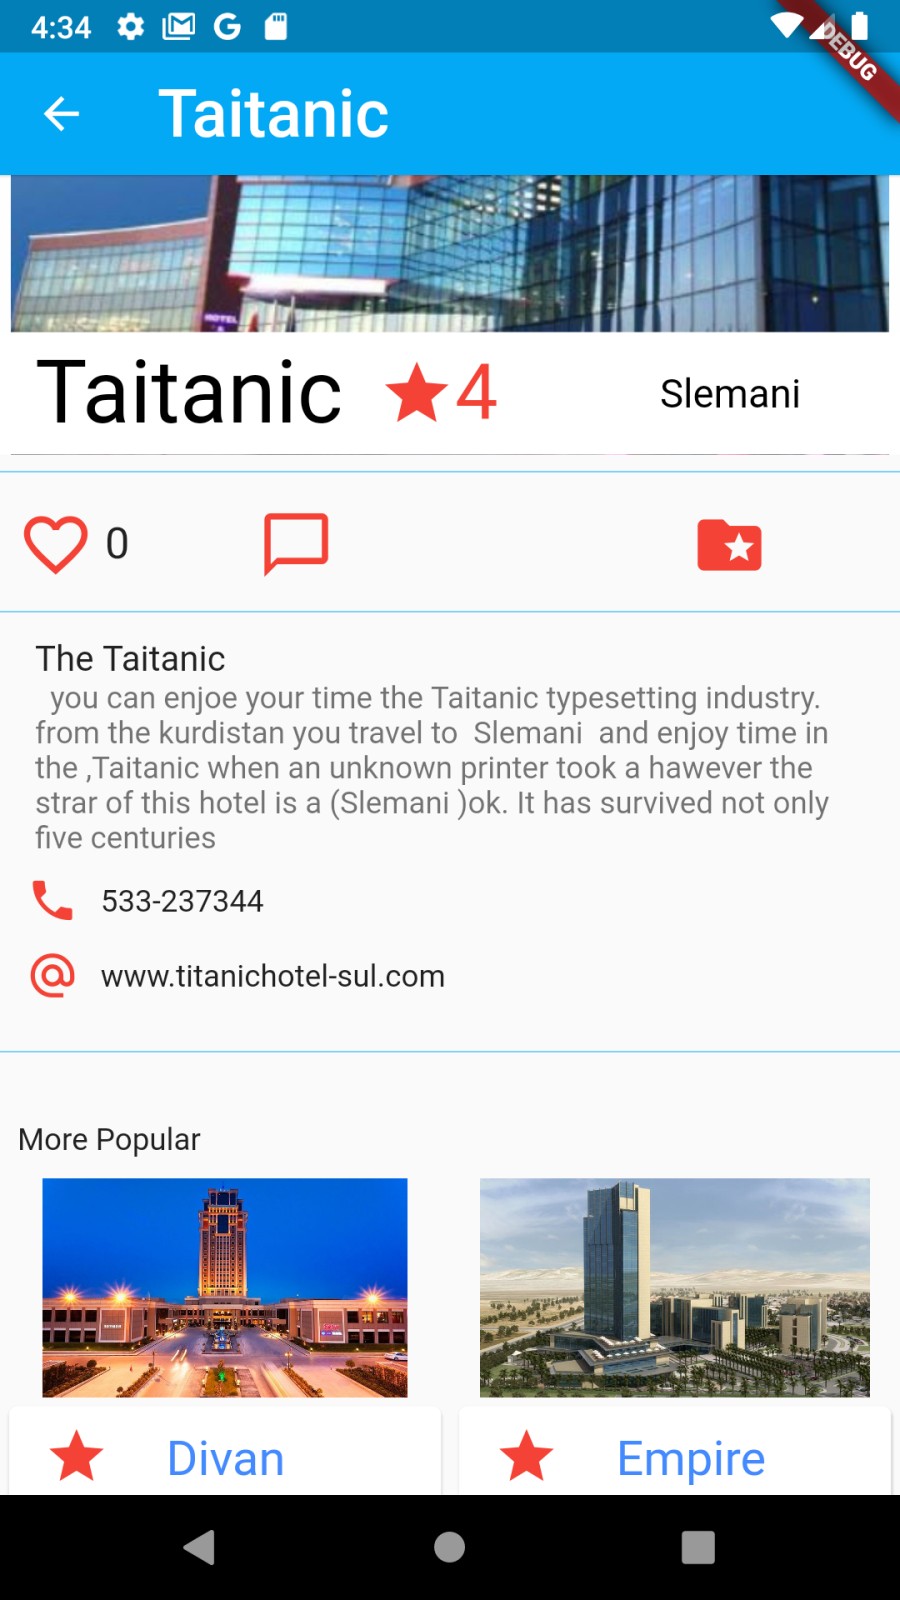 4:34
DEBUG
Taitanic
HOTEL
Taitanic 4 Slemani
0
The Taitanic
you can enjoe your time the Taitanic typesetting industry.
from the kurdistan you travel to Slemani and enjoy time in
the ,Taitanic when an unknown printer took a hawever the
strar of this hotel is a (Slemani )ok. It has survived not only
five centuries
533-237344
www.titanichotel-sul.com
More Popular
Divan
Empire